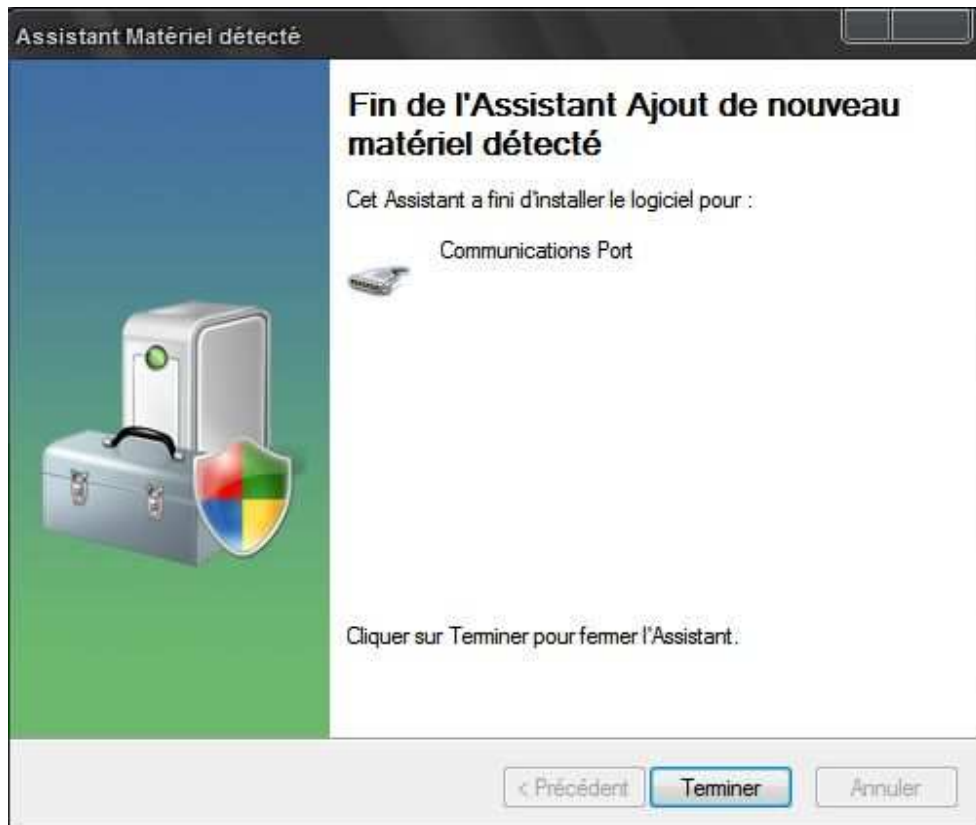 Assistant Matériel détecté
Fin de l'Assistant Ajout de nouveau
matériel détecté
Cet Assistant a fini d'installer le logiciel pour :
Communications Port
Cliquer sur Terminer pour fermer l'Assistant.
< Précédent
Terminer
Annuler